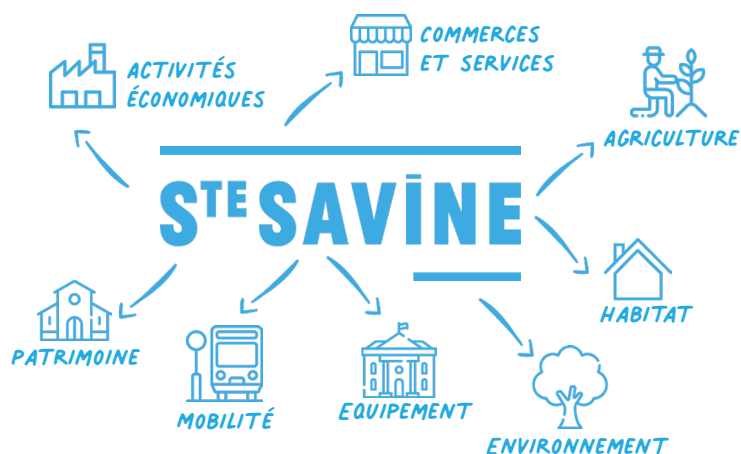 COMMERCES
ET SERVICES
ACTIVITÉS
ÉCONOMIQUES
AGRICULTURE
STE SAVINE
HABITAT
PATRIMOINE
MOBILITÉ
EQUIPEMENT
ENVIRONNEMENT